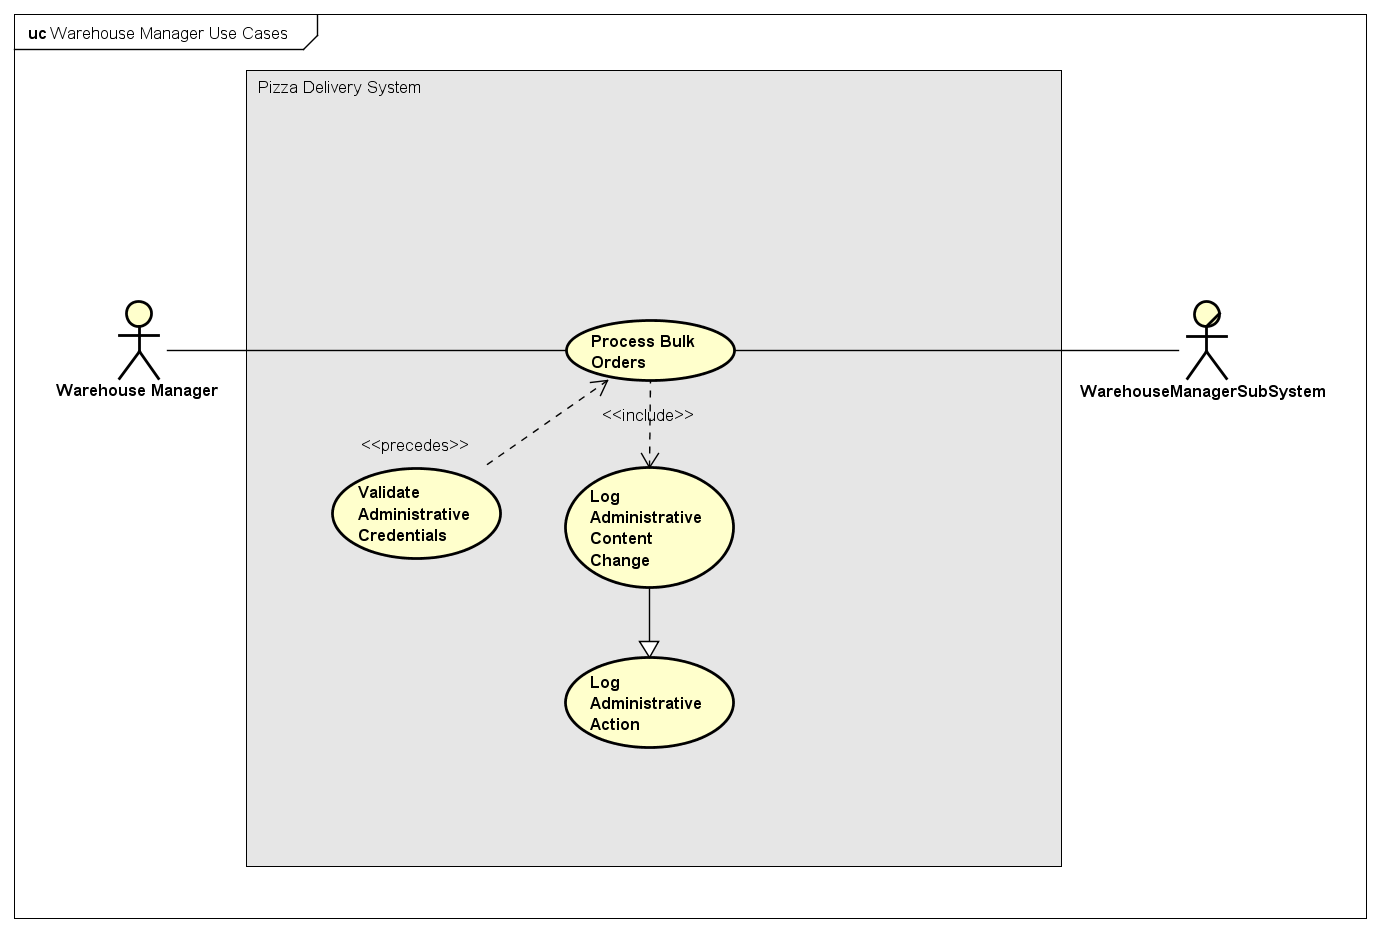 uc Warehouse Manager Use Cases
Pizza Delivery System
Process Bulk
Orders
Warehouse Manager
WarehouseManagerSubSystem
<<include>>
<<precedes>>
Validate
Administrative
Credentials
Log
Administrative
Content
Change
Log
Administrative
Action